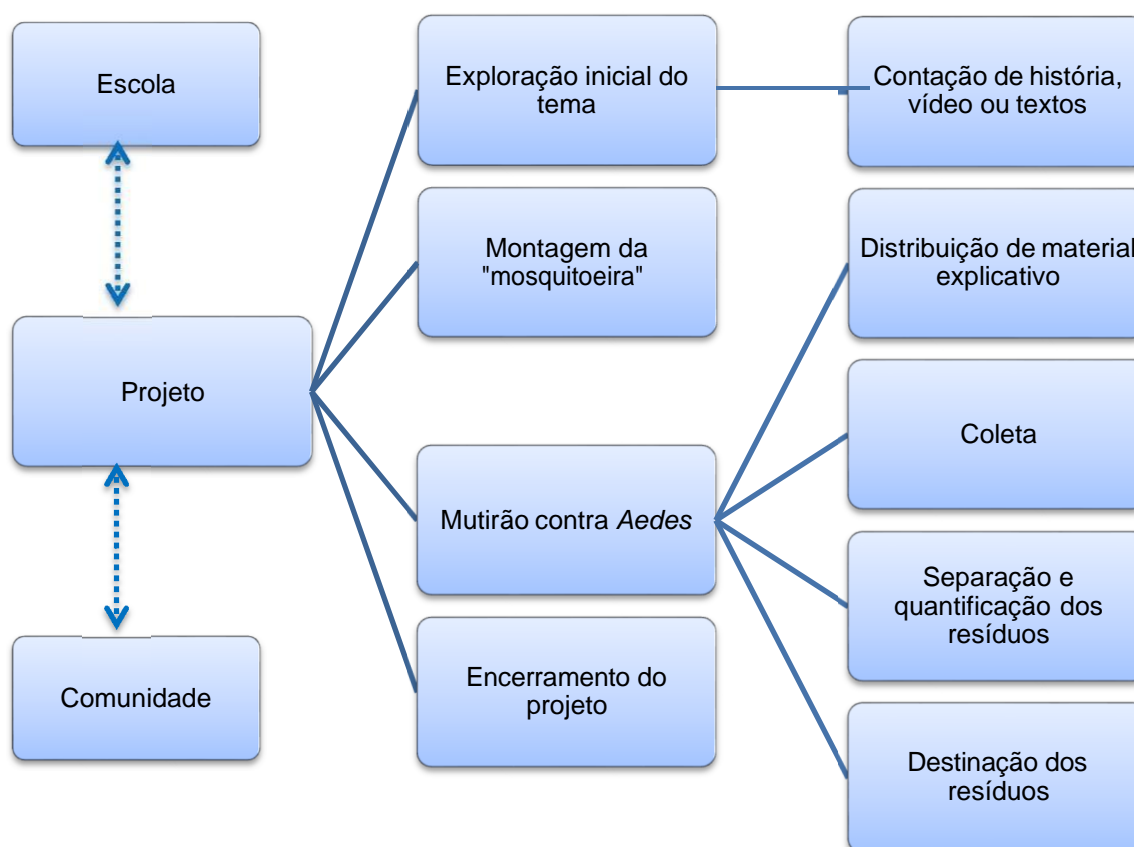 Escola
Projeto
Comunidade
Exploração inicial do
tema
Montagem da
"mosquitoeira"
Mutirão contra Aedes
Encerramento do
projeto
Contação de história,
vídeo ou textos
Distribuição de material
explicativo
Coleta
Separação e
quantificação dos
resíduos
Destinação dos
resíduos